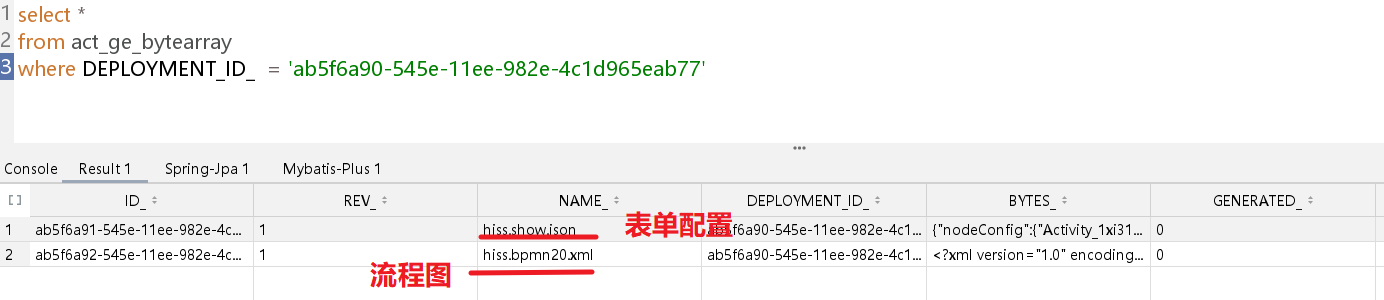 1 select *
2 from act_ge_bytearray
3 where DEPLOYMENT_ID_ = 'ab5f6a90-545e-11ee-982e-4c1d965eab77'
Console Result 1 Spring-Jpa 1 Mybatis-Plus 1
ID_ REV_ NAME_ DEPLOYMENT_ID_ BYTES_ GENERATED_
1 ab5f6a91-545e-11ee-982e-4c... 1 hiss.show.json 表单配置 ab5f6a90-545e-11ee-982e-4c1... {"nodeConfig":{"Activity_1xi31... 0
2 ab5f6a92-545e-11ee-982e-4c... 1 hiss.bpmn20.xml ab5f6a90-545e-11ee-982e-4c1... <?xml version="1.0" encoding... 0
流程图